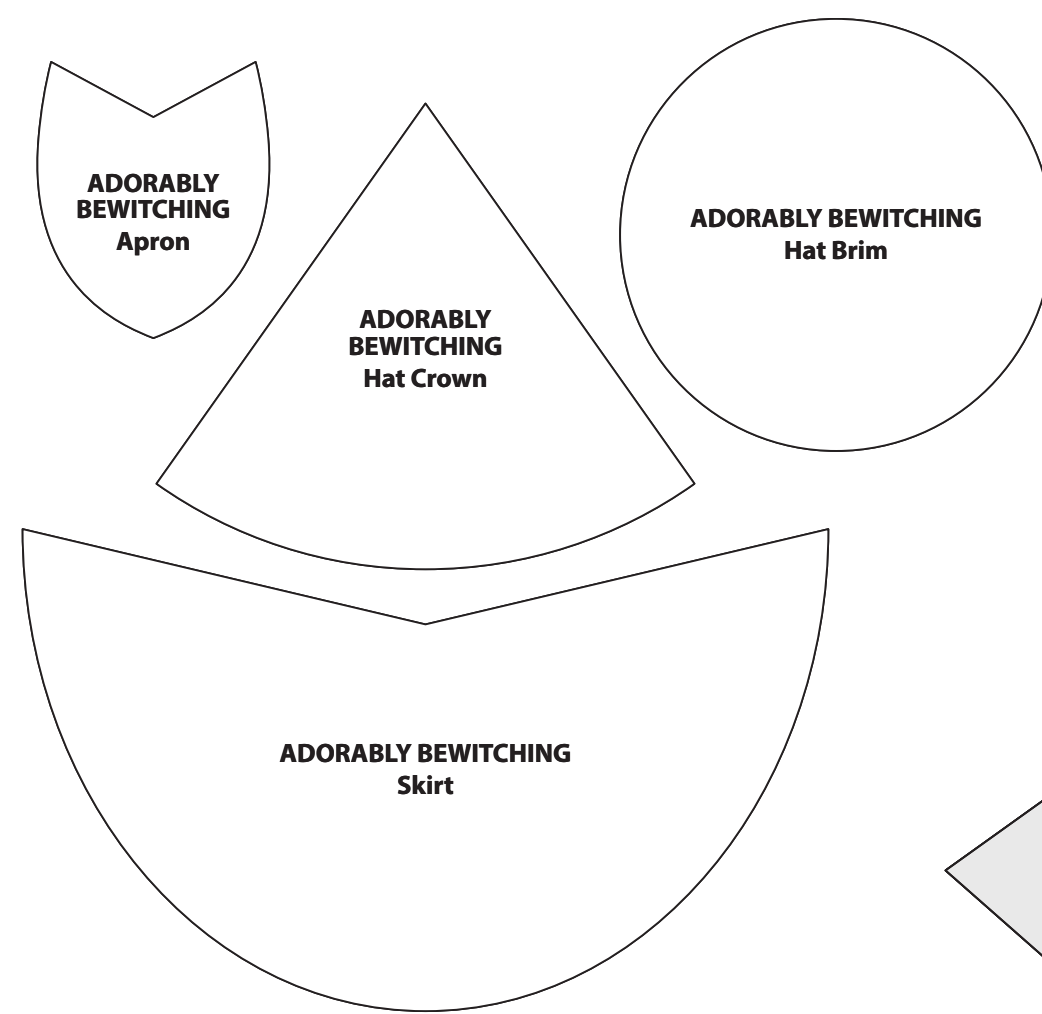 ADORABLY
BEWITCHING
Apron
ADORABLY
BEWITCHING
Hat Crown
ADORABLY BEWITCHING
Hat Brim
ADORABLY BEWITCHING
Skirt